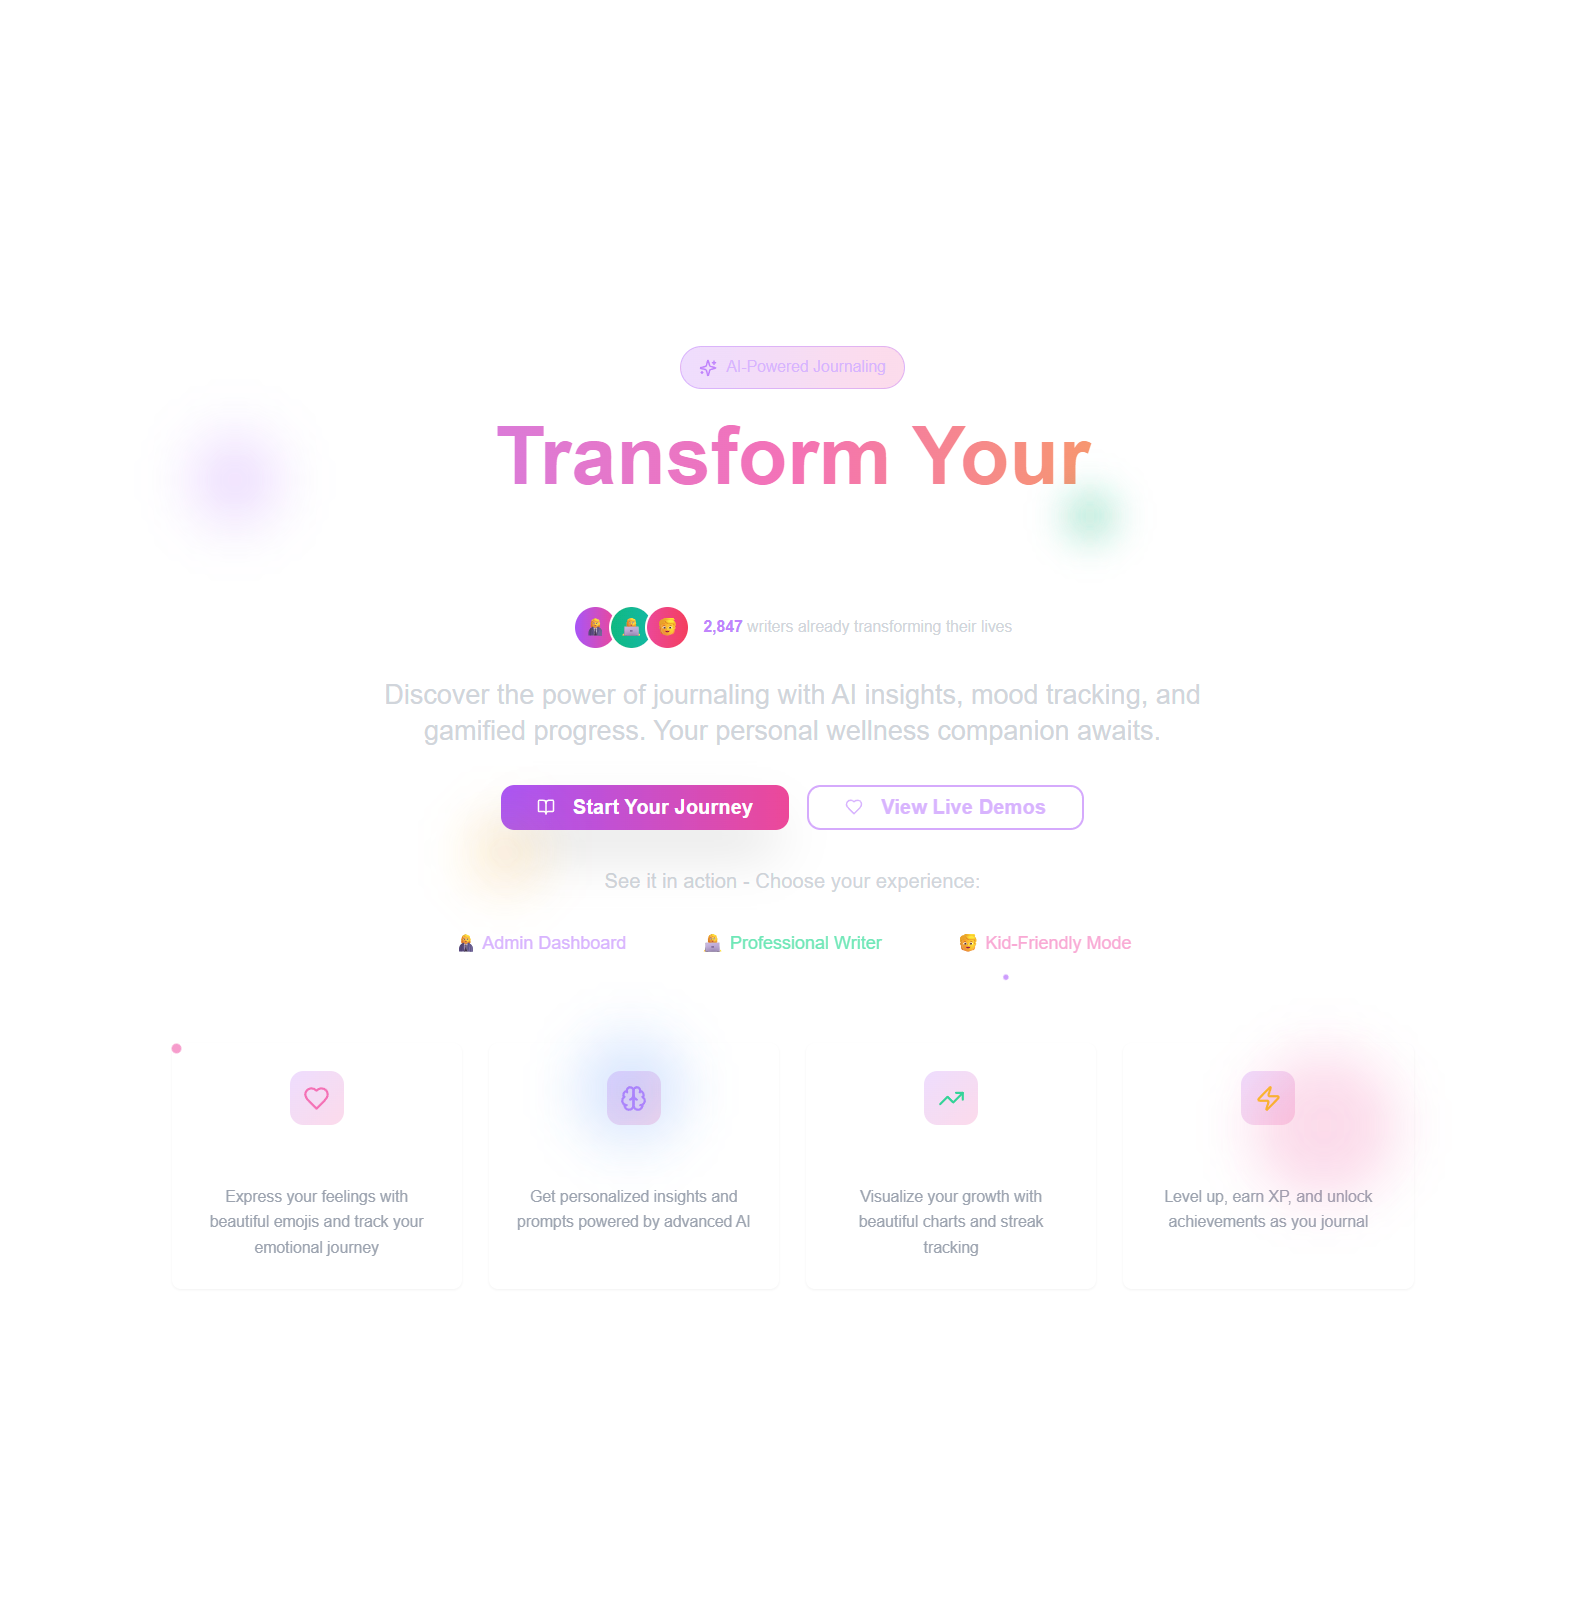 AI-Powered Journaling
Transform Your
2,847 writers already transforming their lives
Discover the power of journaling with AI insights, mood tracking, and
gamified progress. Your personal wellness companion awaits.
Start Your Journey
View Live Demos
See it in action - Choose your experience:
Admin Dashboard
Professional Writer
Kid-Friendly Mode
Express your feelings with
beautiful emojis and track your
emotional journey
Get personalized insights and
prompts powered by advanced AI
Visualize your growth with
beautiful charts and streak
tracking
Level up, earn XP, and unlock
achievements as you journal